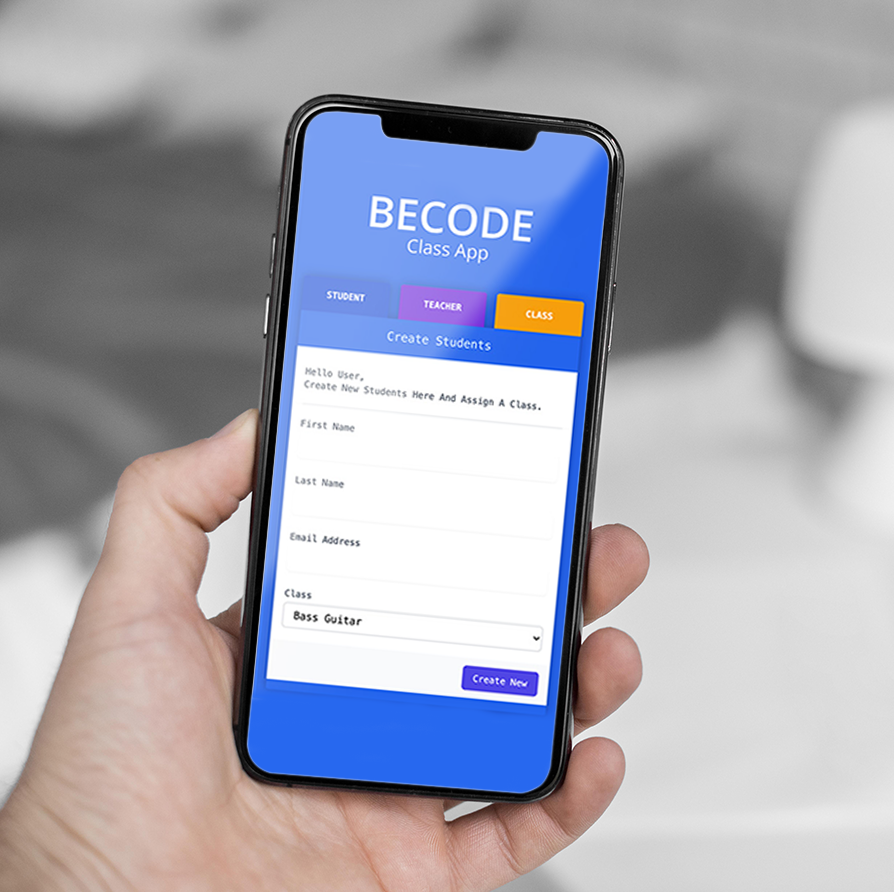 BECODE
Class App
STUDENT
TEACHER
CLASS
Create Students
Hello User,
Create New Students Here And Assign A Class.
First Name
Last Name
Email Address
Class
Bass Guitar
Create New